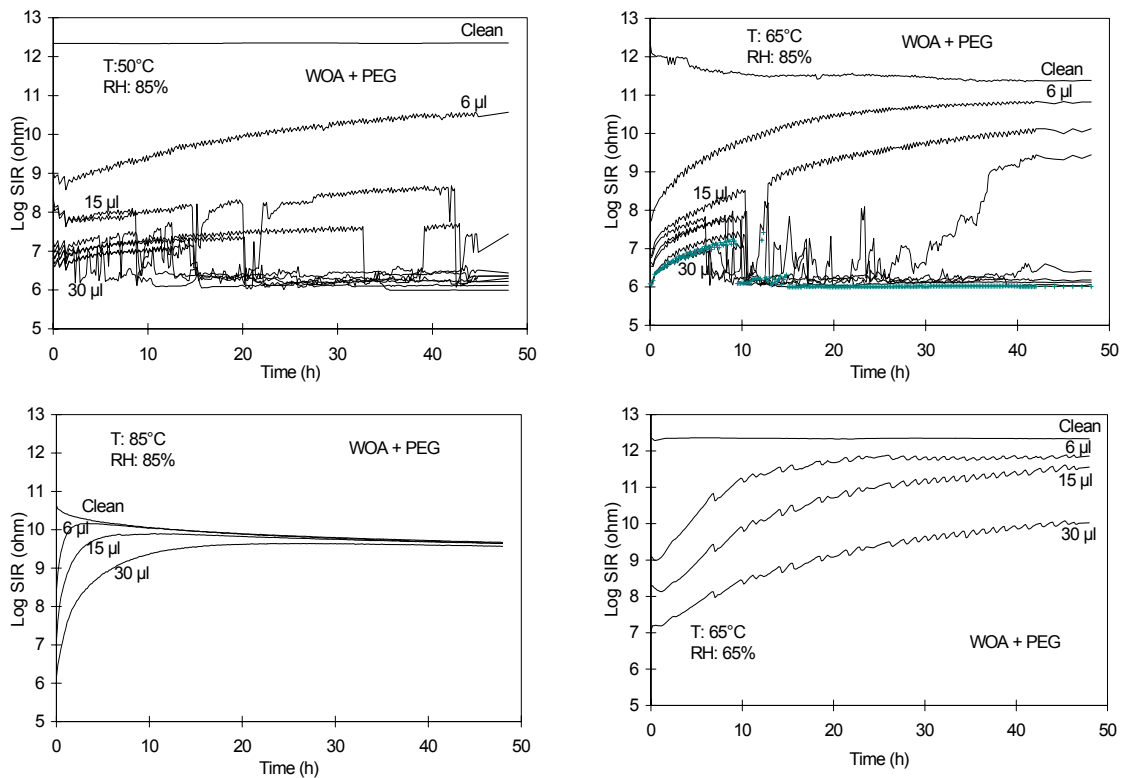 13
12
11
10
9
8
7
6
5
Log SIR (ohm)
Clean
T:50°C
RH: 85%
WOA + PEG
6 µl
15 µl
30 µl
0 10 20 30 40 50
Time (h)
13
12
11
10
9
8
7
6
5
Log SIR (ohm)
T: 65°C
RH: 85%
WOA + PEG
Clean
6 µl
15 µl
30 µl
0 10 20 30 40 50
Time (h)
13
12
11
10
9
8
7
6
5
Log SIR (ohm)
T: 85°C
RH: 85%
WOA + PEG
Clean
6 µl
15 µl
30 µl
0 10 20 30 40 50
Time (h)
13
12
11
10
9
8
7
6
5
Log SIR (ohm)
Clean
6 µl
15 µl
30 µl
T: 65°C
RH: 65%
WOA + PEG
0 10 20 30 40 50
Time (h)